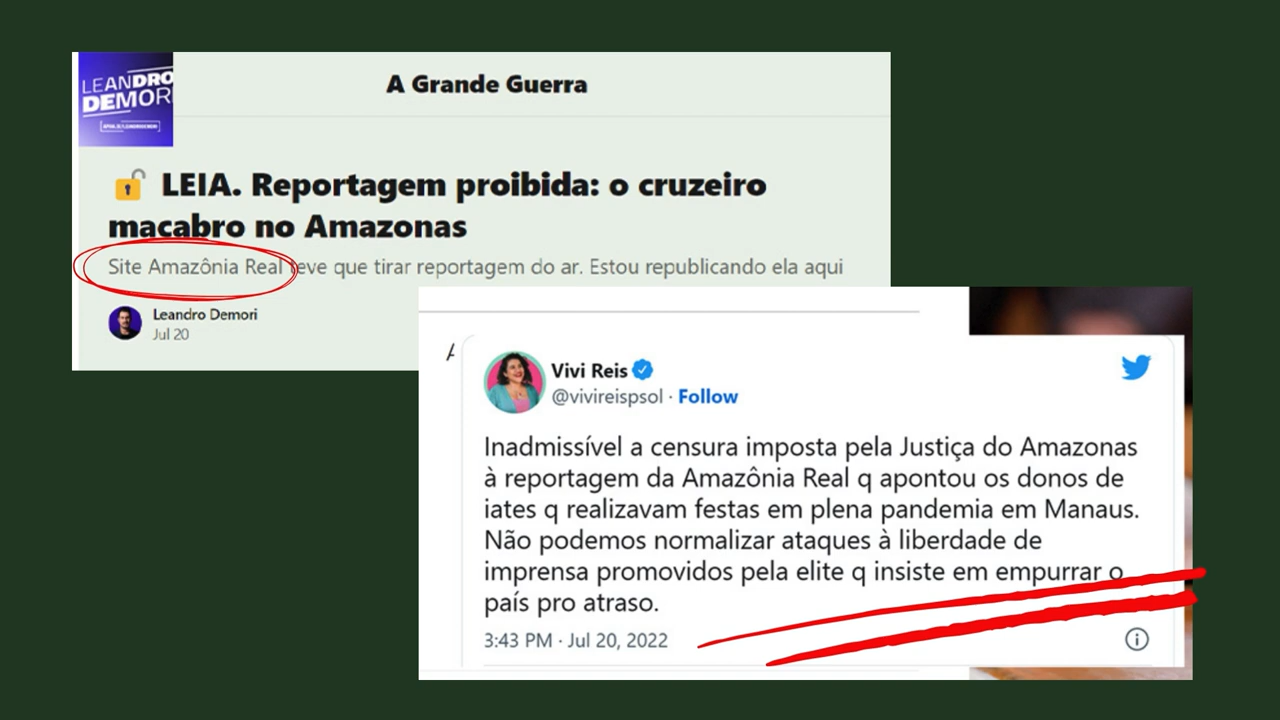 LEANDRO
DEMORI
A Grande Guerra
LEIA. Reportagem proibida: o cruzeiro
macabro no Amazonas
Site Amazônia Real teve que tirar reportagem do ar. Estou republicando ela aqui
Leandro Demori
Jul 20
Vivi Reis
@vivireispsol · Follow
Inadmissível a censura imposta pela Justiça do Amazonas
à reportagem da Amazônia Real q apontou os donos de
iates q realizavam festas em plena pandemia em Manaus.
Não podemos normalizar ataques à liberdade de
imprensa promovidos pela elite q insiste em empurrar o
país pro atraso.
3:43 PM · Jul 20, 2022